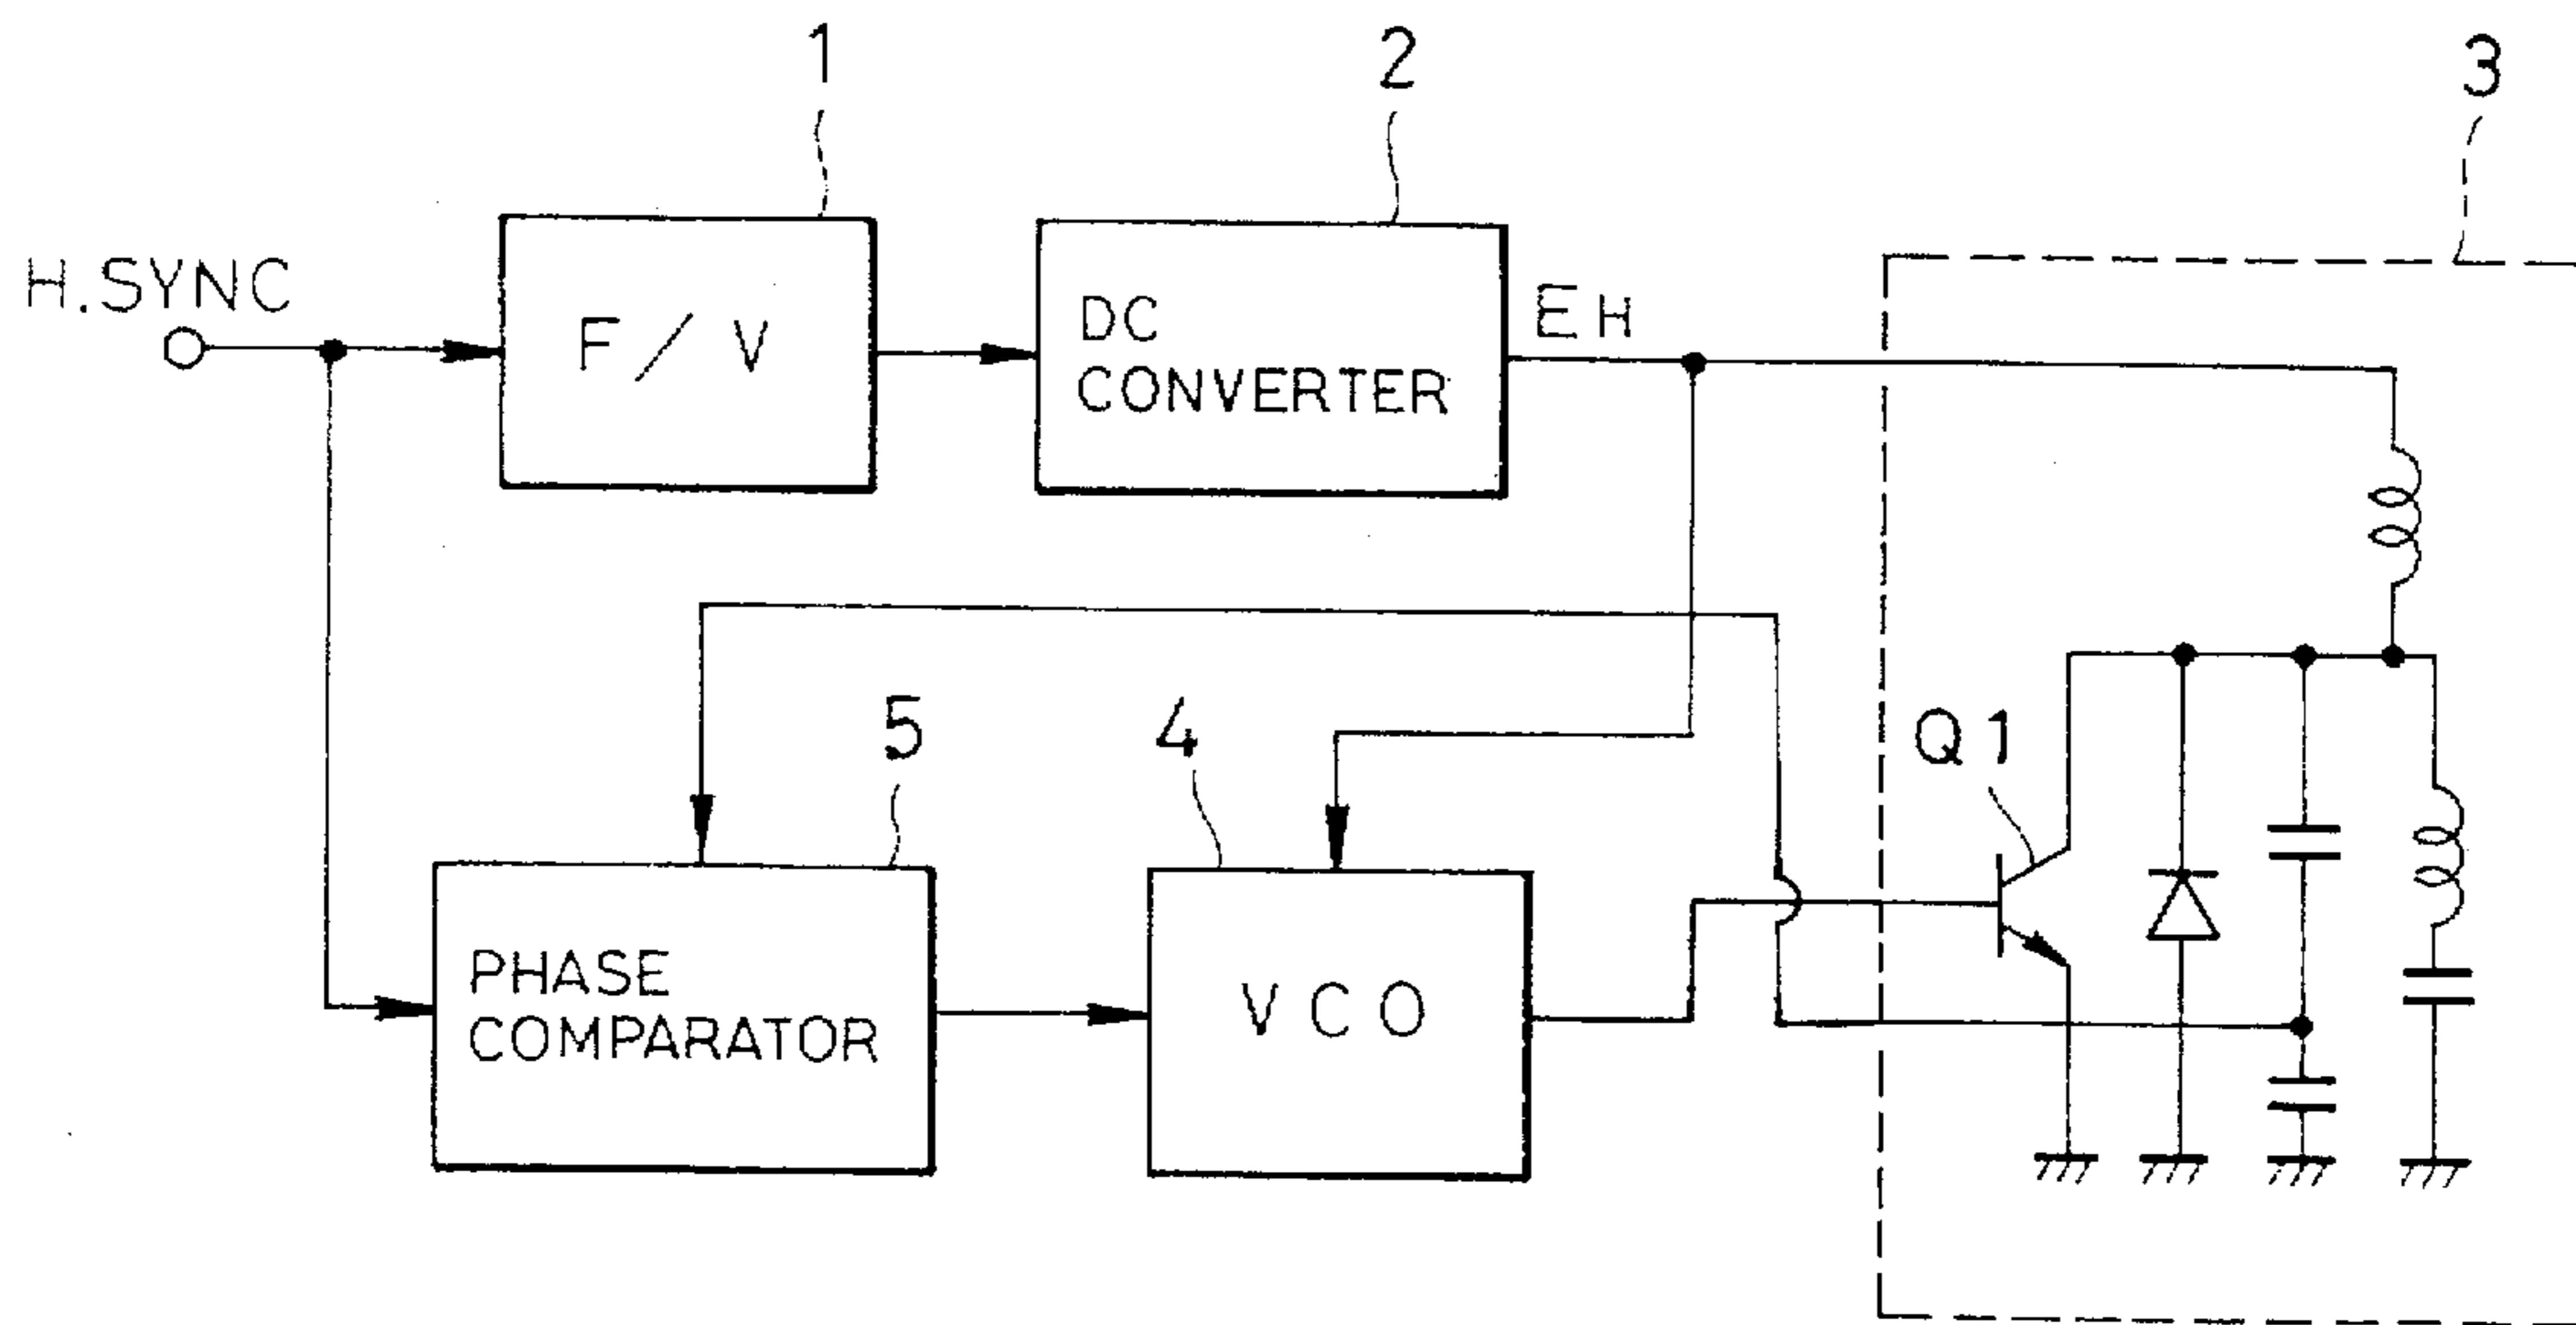 1
2
3
H.SYNC
F/V
DC
CONVERTER
EH
5
4
Q1
PHASE
COMPARATOR
VCO